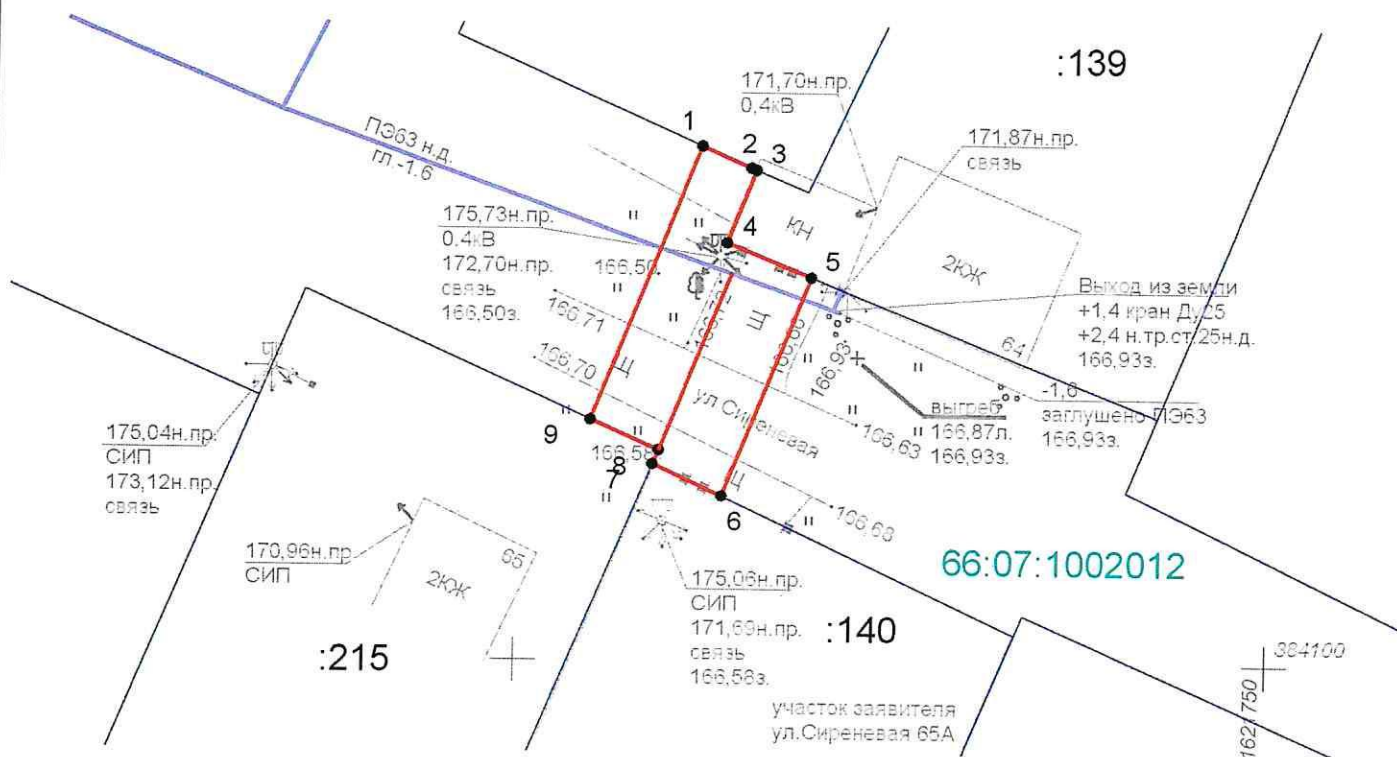 :139
171,70н.пр.
0,4кВ
171,87н.пр.
связь
1
2
3
4
5
6
7
8
9
ПЭ63 н.д.
гл.-1.6
175,73н.пр.
0.4кВ
172,70н.пр.
связь
166,50з.
166,50
166,71
166,70
КН
2КЖ
64
Щ
Щ
Щ
ул.Сиреневая
166,93
Выход из земли
+1,4 кран Ду25
+2,4 н.тр.ст.25н.д.
166,93з.
-1,6
заглушено ПЭ63
166,93з.
выгреб
166,87л.
166,93з.
166,63
166,68
166,58
175,04н.пр.
СИП
173,12н.пр.
связь
170,96н.пр.
СИП
65
2КЖ
:215
175,06н.пр.
СИП
171,69н.пр.
связь
166,58з.
:140
66:07:1002012
участок заявителя
ул.Сиреневая 65А
384100